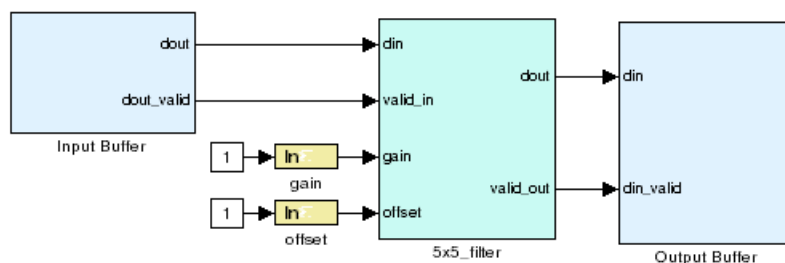 dout
din
dout
din
dout_valid
valid_in
Input Buffer
1
In
gain
gain
valid_out
din_valid
1
In
offset
offset
5x5_filter
Output Buffer